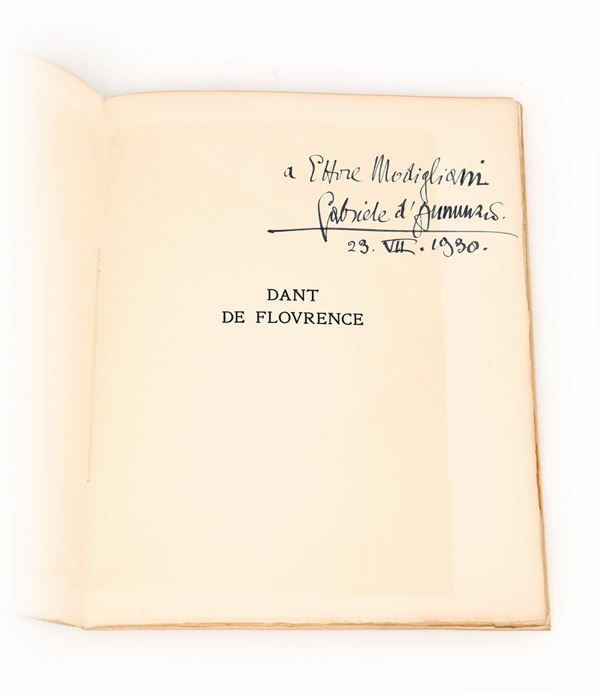 a Ettore Modigliani
Gabriele d'Annunzio.
23. VII. 1930.
DANT
DE FLOVRENCE